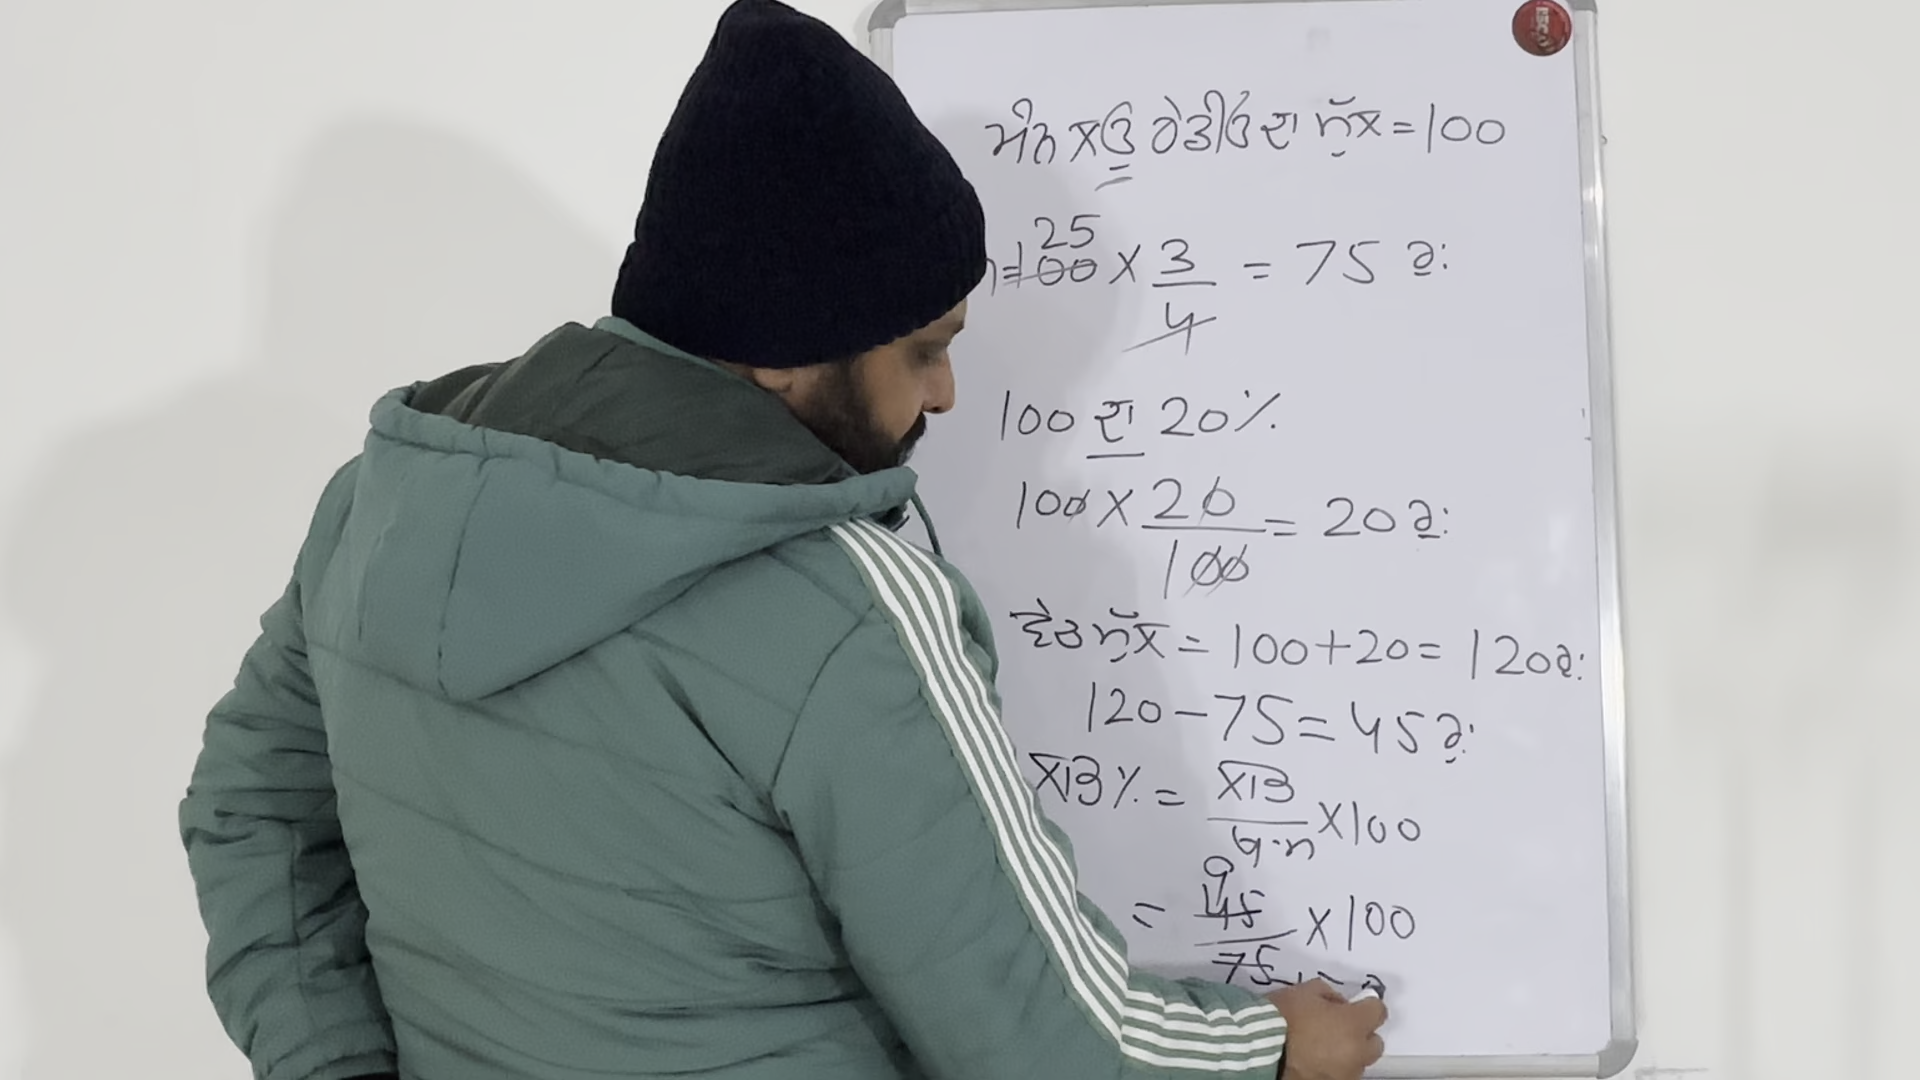 ਮੰਨ ਲਉ ਰੇਡੀਓ ਦਾ ਮੁੱਲ = 100
25
= 100 × 3/4 = 75 ਰੁ:
100 ਦਾ 20%
100 × 20/100 = 20 ਰੁ:
ਵੇਚ ਮੁੱਲ = 100 + 20 = 120 ਰੁ:
120 - 75 = 45 ਰੁ:
ਲਾਭ % = ਲਾਭ/ਖ.ਮ × 100
9
= 45/75 × 100